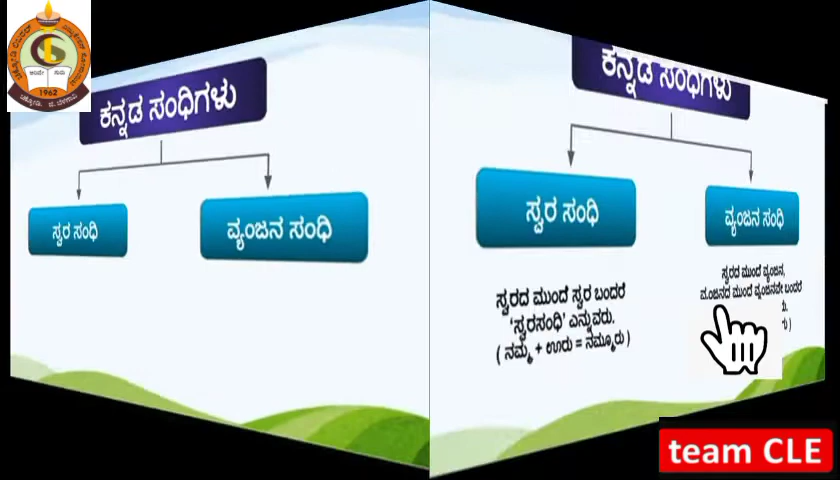 1962
ಕನ್ನಡ ಸಂಧಿಗಳು
ಸ್ವರ ಸಂಧಿ
ವ್ಯಂಜನ ಸಂಧಿ
ಕನ್ನಡ ಸಂಧಿಗಳು
ಸ್ವರ ಸಂಧಿ
ವ್ಯಂಜನ ಸಂಧಿ
ಸ್ವರದ ಮುಂದೆ ಸ್ವರ ಬಂದರೆ
‘ಸ್ವರಸಂಧಿ’ ಎನ್ನುವರು.
( ನಮ್ಮ + ಊರು = ನಮ್ಮೂರು )
ಸ್ವರದ ಮುಂದೆ ವ್ಯಂಜನ,
ವ್ಯಂಜನದ ಮುಂದೆ ವ್ಯಂಜನವೇ ಬಂದರೆ
team CLE